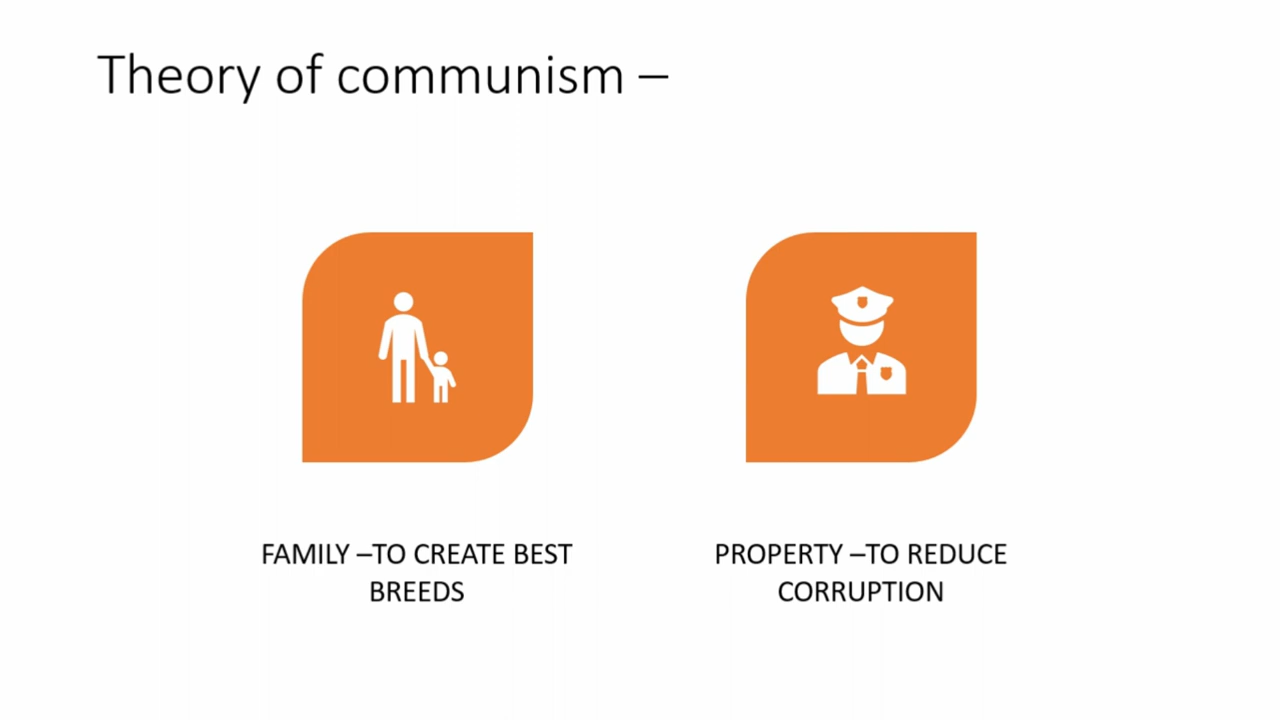 Theory of communism –
FAMILY –TO CREATE BEST
BREEDS
PROPERTY –TO REDUCE
CORRUPTION